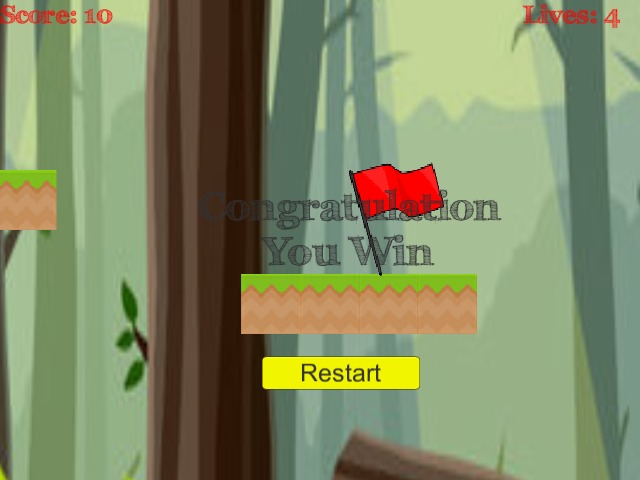 Score: 10
Lives: 4
Congratulation
You Win
Restart